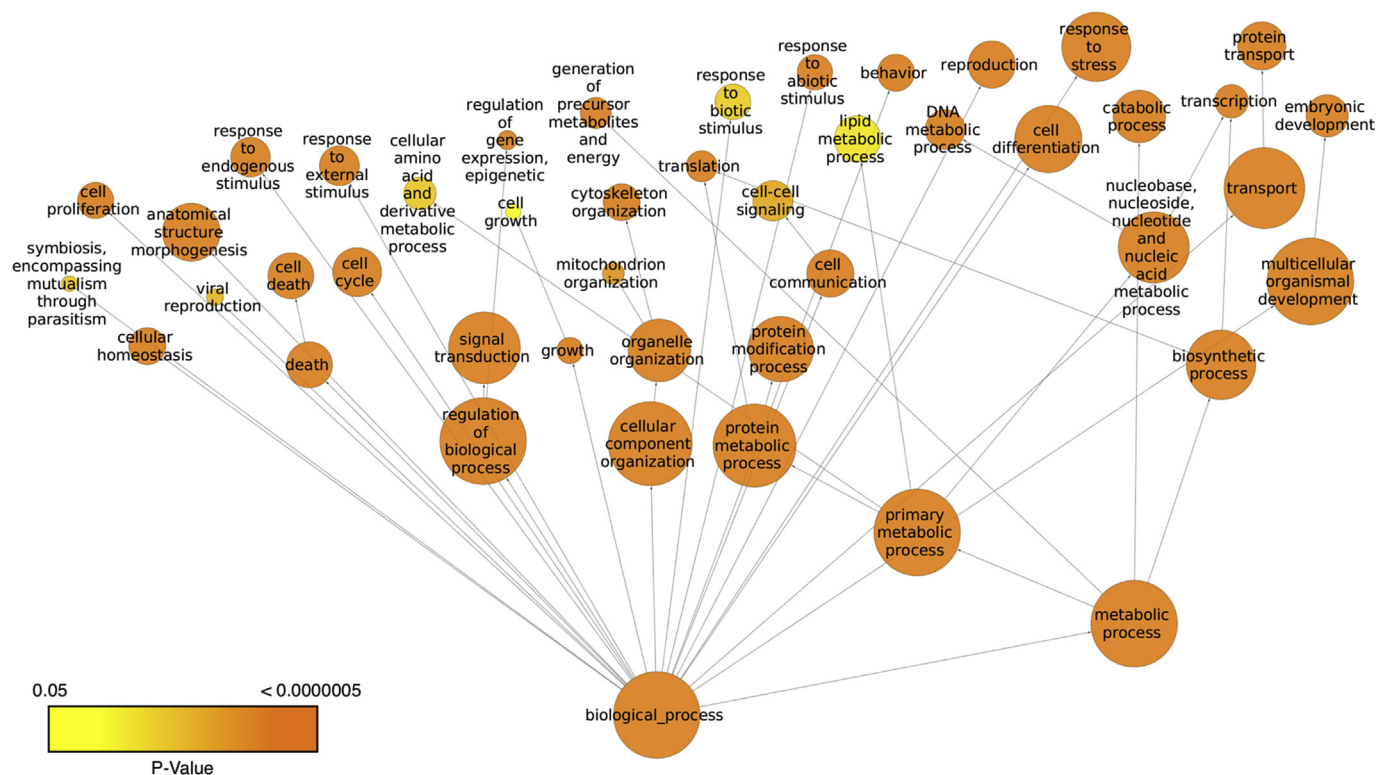 response
to
stress
protein
transport
response
to
abiotic
stimulus
behavior
reproduction
generation
of
precursor
metabolites
and
energy
response
to
biotic
stimulus
regulation
of
gene
expression,
epigenetic
lipid
metabolic
process
DNA
metabolic
process
cell
differentiation
catabolic
process
transcription
embryonic
development
response
to
endogenous
stimulus
response
to
external
stimulus
cellular
amino
acid
and
derivative
metabolic
process
translation
cell
proliferation
anatomical
structure
morphogenesis
cell
growth
cytoskeleton
organization
cell-cell
signaling
nucleobase,
nucleoside,
nucleotide
and
nucleic
acid
metabolic
process
transport
symbiosis,
encompassing
mutualism
through
parasitism
viral
reproduction
cell
death
cell
cycle
mitochondrion
organization
cell
communication
multicellular
organismal
development
cellular
homeostasis
death
signal
transduction
growth
organelle
organization
protein
modification
process
biosynthetic
process
regulation
of
biological
process
cellular
component
organization
protein
metabolic
process
primary
metabolic
process
metabolic
process
biological_process
0.05
< 0.0000005
P-Value